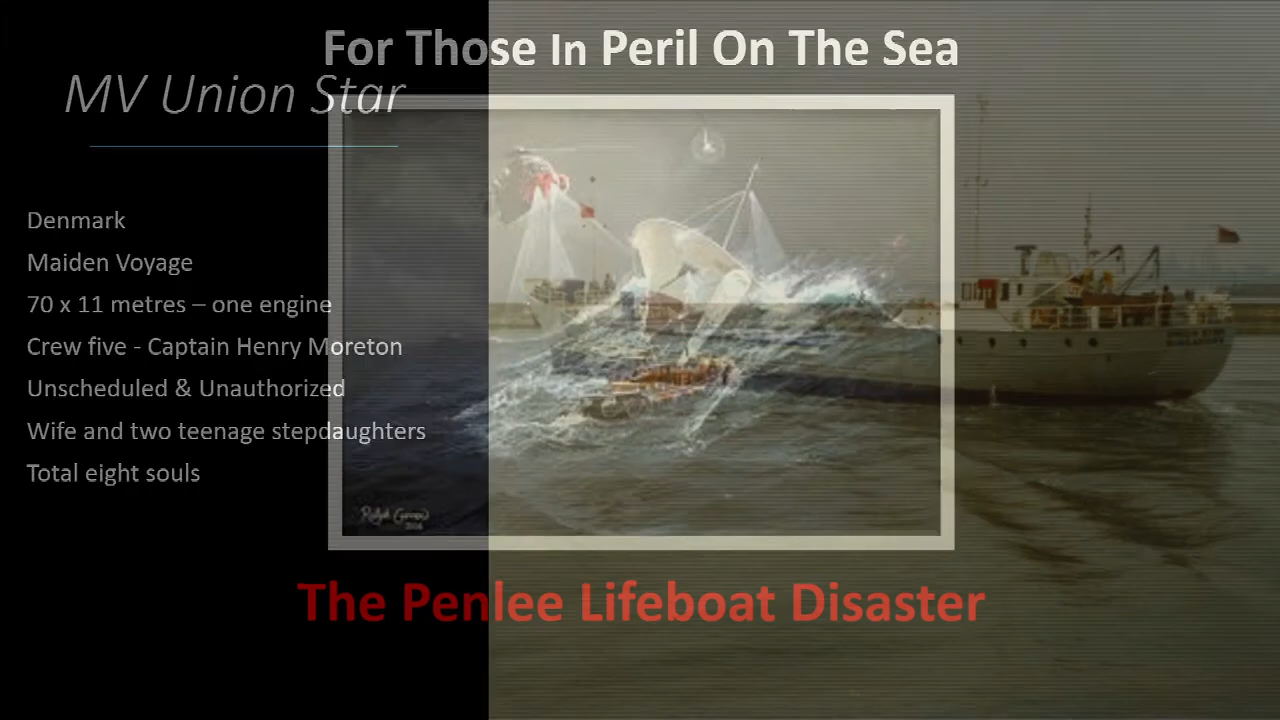 For Those In Peril On The Sea
MV Union Star
Denmark
Maiden Voyage
70 x 11 metres – one engine
Crew five - Captain Henry Moreton
Unscheduled & Unauthorized
Wife and two teenage stepdaughters
Total eight souls
The Penlee Lifeboat Disaster